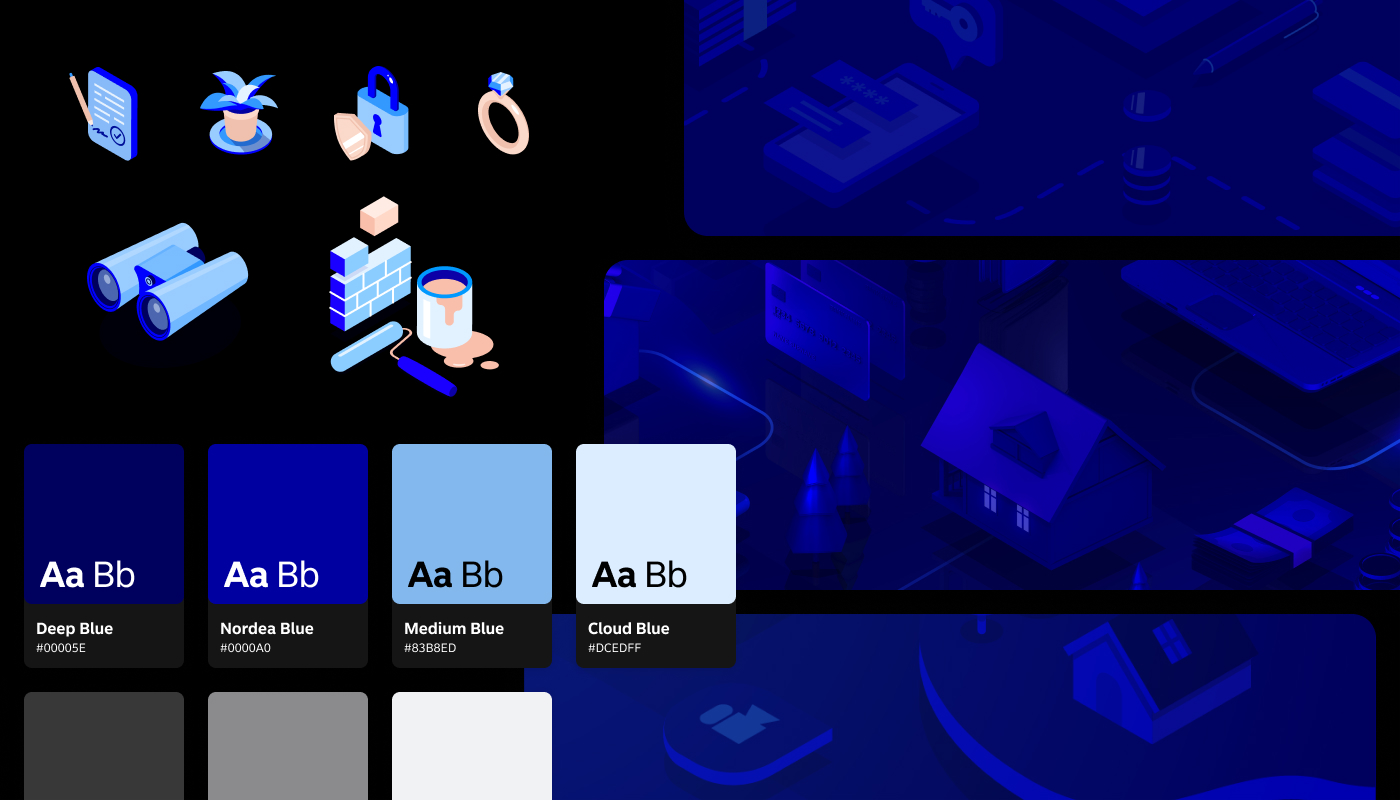 ****
Aa Bb
Deep Blue
#00005E
Aa Bb
Nordea Blue
#0000A0
Aa Bb
Medium Blue
#83B8ED
Aa Bb
Cloud Blue
#DCEDFF